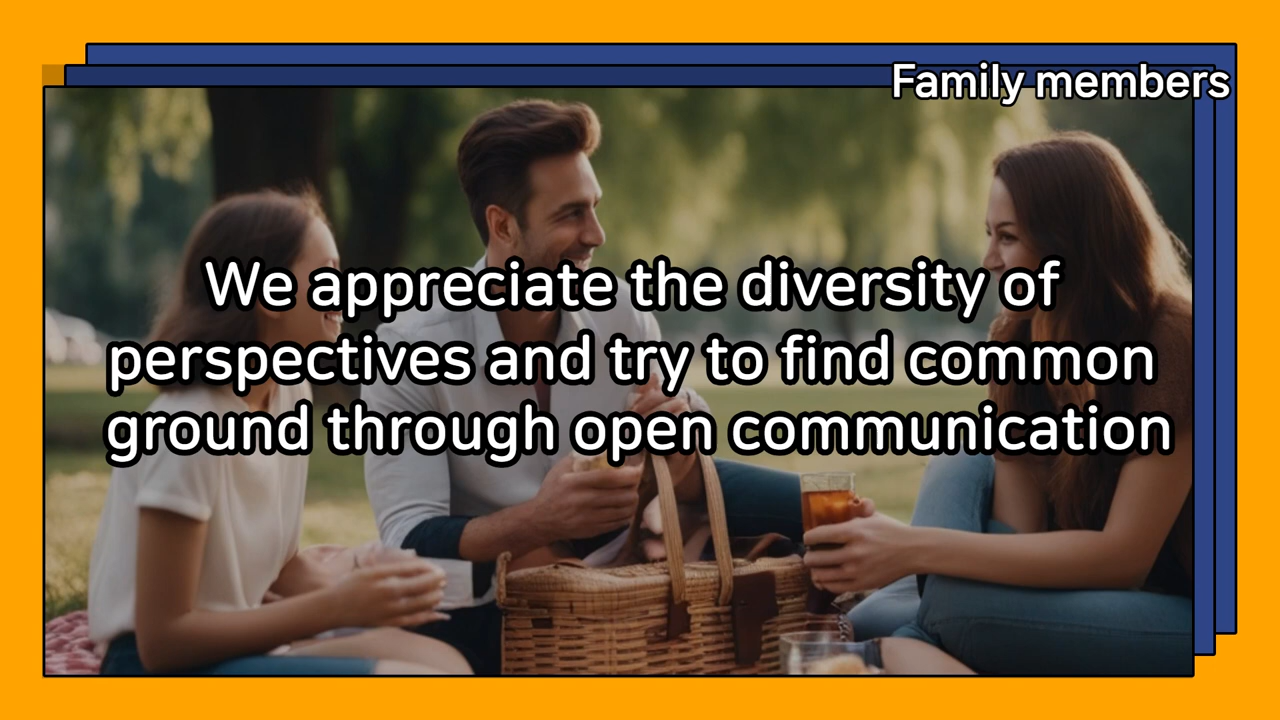 Family members
We appreciate the diversity of
perspectives and try to find common
ground through open communication